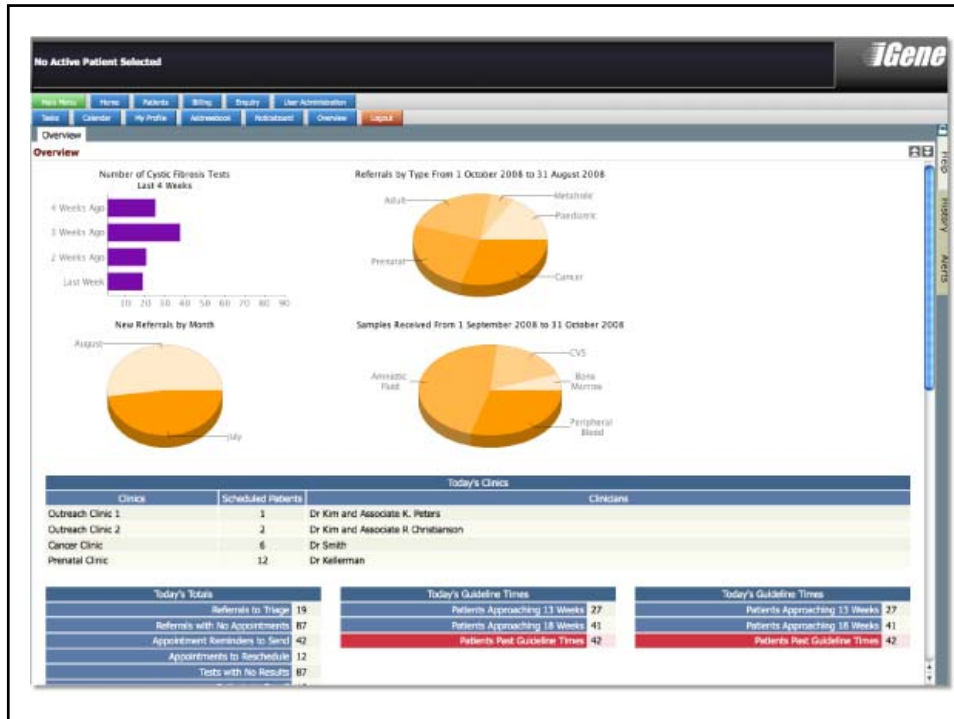 No Active Patient Selected
iGene
Main Menu Home Patients Billing Enquiry User Administration
Tasks Calendar My Profile Addressbook Noticeboard Overview Logout
Overview
Overview
Help
History
Alerts
Number of Cystic Fibrosis Tests
Last 4 Weeks
4 Weeks Ago
3 Weeks Ago
2 Weeks Ago
Last Week
10 20 30 40 50 60 70 80 90
Referrals by Type From 1 October 2008 to 31 August 2008
Adult
Metabolic
Paediatric
Prenatal
Cancer
New Referrals by Month
August
July
Samples Received From 1 September 2008 to 31 October 2008
CVS
Amniotic
Fluid
Bone
Marrow
Peripheral
Blood
Today's Clinics
Clinics Scheduled Patients Clinicians
Outreach Clinic 1 1 Dr Kim and Associate K. Peters
Outreach Clinic 2 2 Dr Kim and Associate R Christianson
Cancer Clinic 6 Dr Smith
Prenatal Clinic 12 Dr Kellerman
Today's Totals
Referrals to Triage 19
Referrals with No Appointments 87
Appointment Reminders to Send 42
Appointments to Reschedule 12
Tests with No Results 87
Today's Guideline Times
Patients Approaching 13 Weeks 27
Patients Approaching 18 Weeks 41
Patients Past Guideline Times 42
Today's Guideline Times
Patients Approaching 13 Weeks 27
Patients Approaching 18 Weeks 41
Patients Past Guideline Times 42